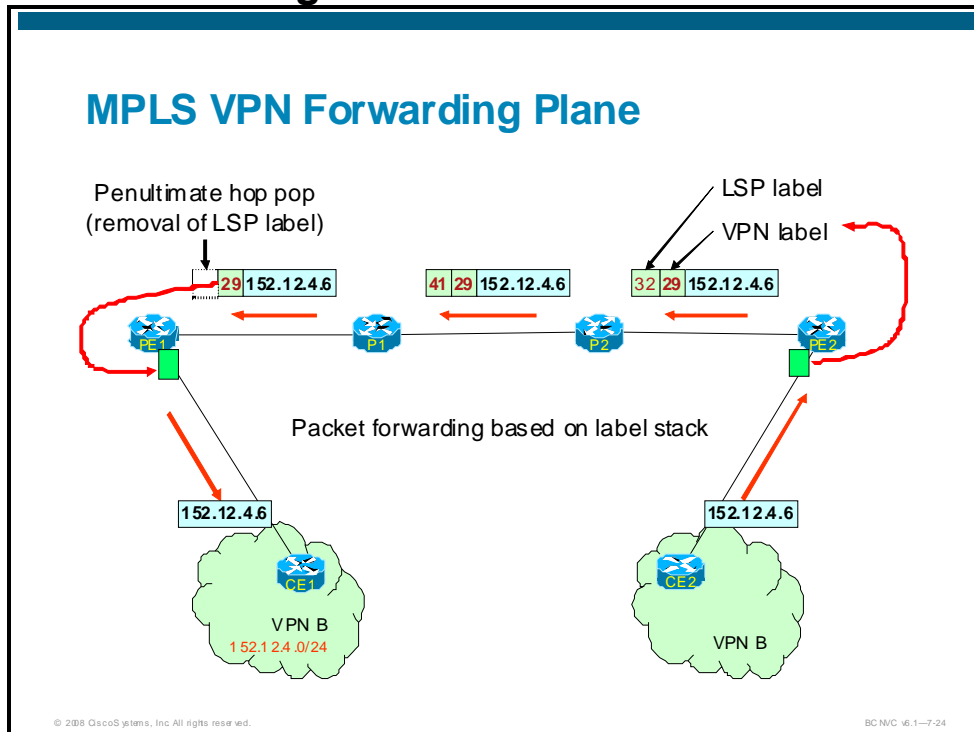 MPLS VPN Forwarding Plane
Penultimate hop pop
(removal of LSP label)
LSP label
VPN label
29 152.12.4.6
41 29 152.12.4.6
32 29 152.12.4.6
PE1
P1
P2
PE2
Packet forwarding based on label stack
152.12.4.6
152.12.4.6
CE1
CE2
VPN B
152.12.4.0/24
VPN B
© 2008 Cisco Systems, Inc. All rights reserved.
BCNVC v6.1—7-24